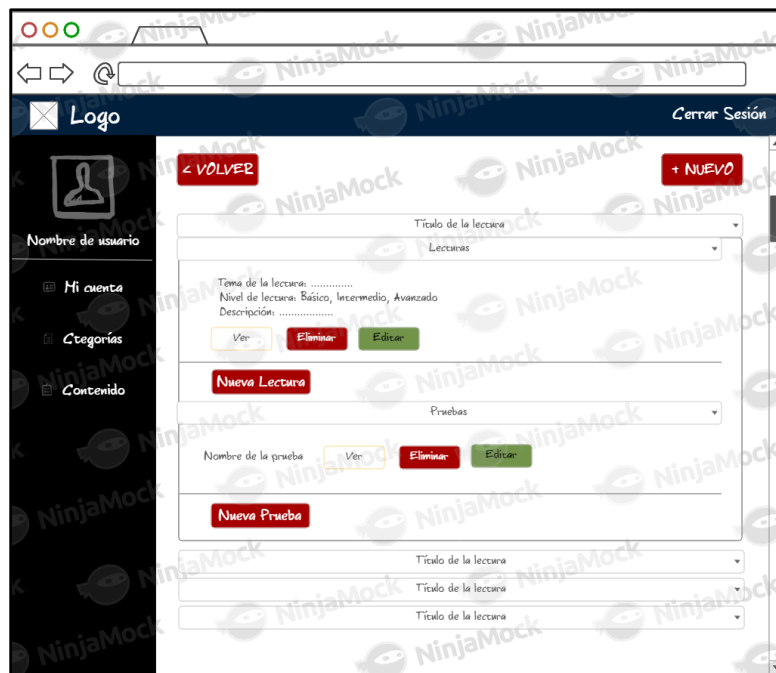 Logo
Cerrar Sesión
< VOLVER
+ NUEVO
Nombre de usuario
Mi cuenta
Ctegorías
Contenido
Título de la lectura
Lecturas
Tema de la lectura: ..............
Nivel de lectura: Básico, Intermedio, Avanzado
Descripción: ..................
Ver Eliminar Editar
Nueva Lectura
Pruebas
Nombre de la prueba Ver Eliminar Editar
Nueva Prueba
Título de la lectura
Título de la lectura
Título de la lectura
NinjaMock